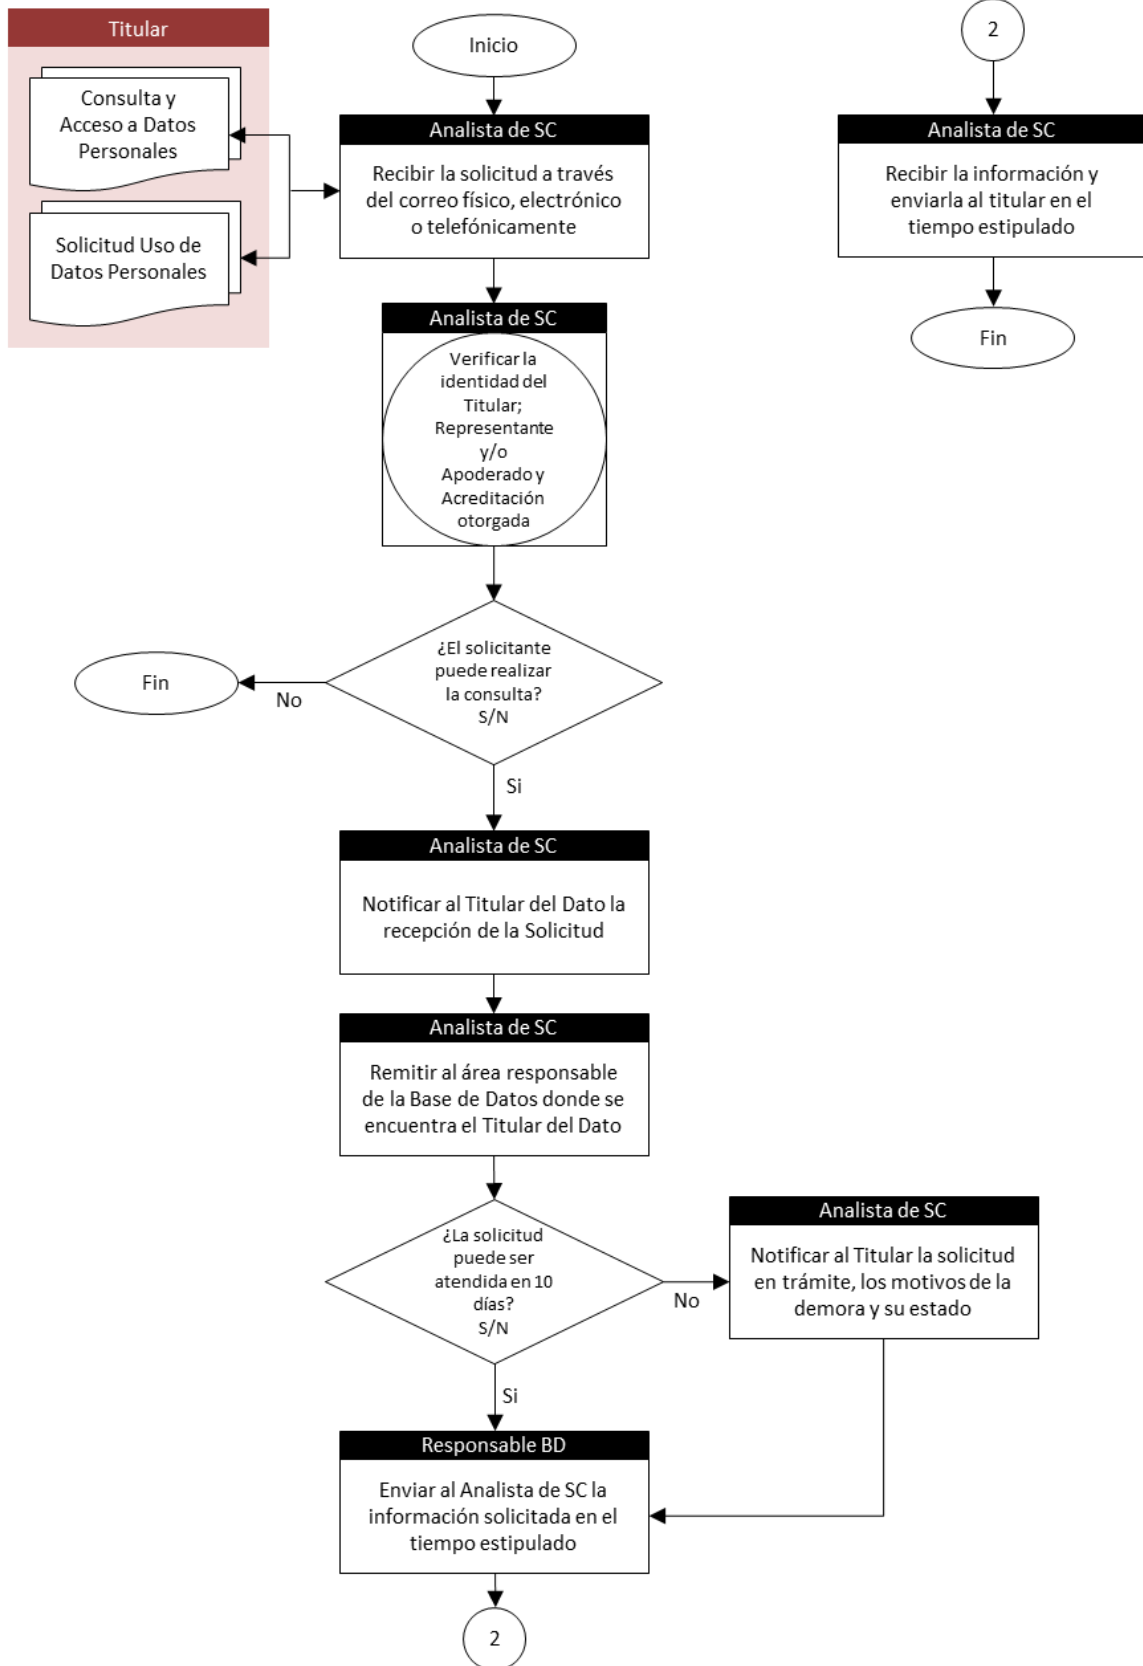 Titular
Consulta y
Acceso a Datos
Personales
Solicitud Uso de
Datos Personales
Inicio
Analista de SC
Recibir la solicitud a través
del correo físico, electrónico
o telefónicamente
Analista de SC
Verificar la
identidad del
Titular;
Representante
y/o
Apoderado y
Acreditación
otorgada
¿El solicitante
puede realizar
la consulta?
S/N
No
Fin
Si
Analista de SC
Notificar al Titular del Dato la
recepción de la Solicitud
Analista de SC
Remitir al área responsable
de la Base de Datos donde se
encuentra el Titular del Dato
¿La solicitud
puede ser
atendida en 10
días?
S/N
No
Analista de SC
Notificar al Titular la solicitud
en trámite, los motivos de la
demora y su estado
Si
Responsable BD
Enviar al Analista de SC la
información solicitada en el
tiempo estipulado
2
2
Analista de SC
Recibir la información y
enviarla al titular en el
tiempo estipulado
Fin